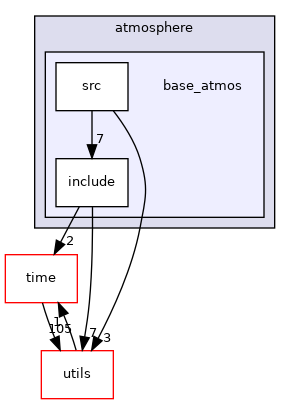 atmosphere
src
base_atmos
7
include
2
time
7
3
1
105
utils